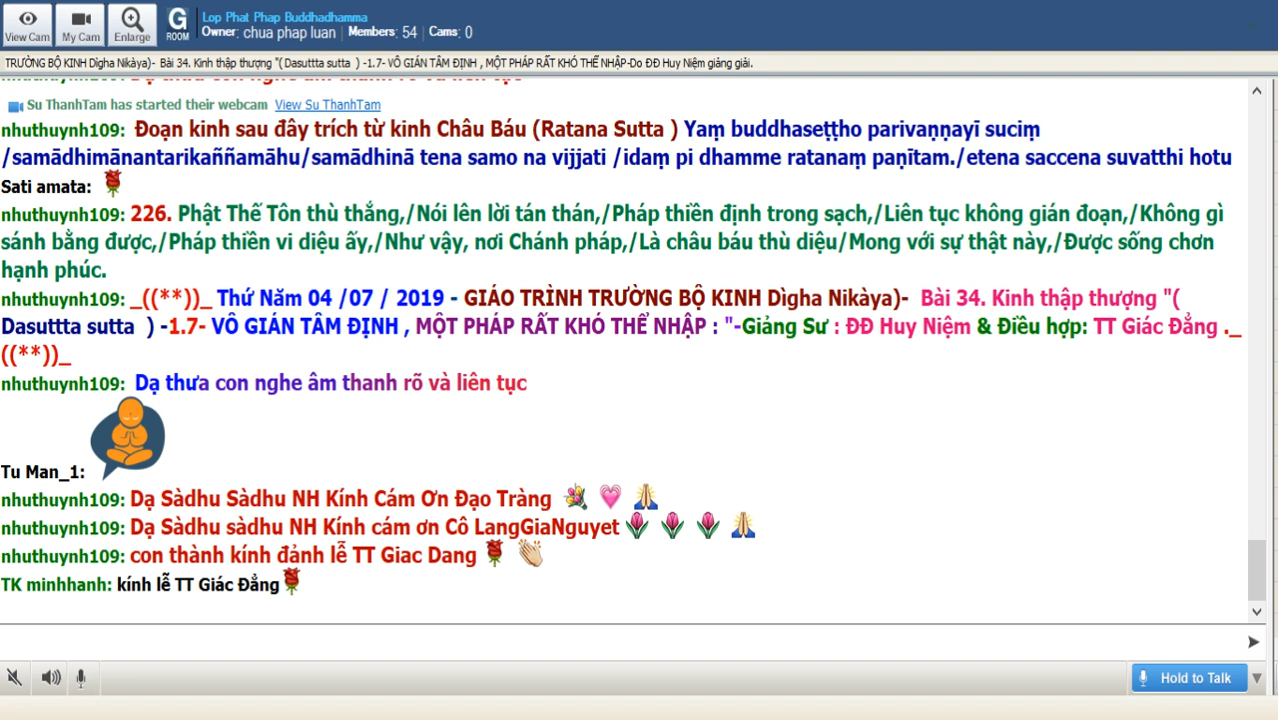 Lop Phat Phap Buddhadhamma
View Cam My Cam Enlarge G ROOM Owner: chua phap luan | Members: 54 | Cams: 0
TRƯỜNG BỘ KINH Dìgha Nikàya)- Bài 34. Kinh thập thượng "( Dasuttta sutta ) -1.7- VÔ GIÁN TÂM ĐỊNH , MỘT PHÁP RẤT KHÓ THỂ NHẬP-Do ĐĐ Huy Niệm giảng giải.
Su ThanhTam has started their webcam View Su ThanhTam
nhuthuynh109: Đoạn kinh sau đây trích từ kinh Châu Báu (Ratana Sutta ) Yaṃ buddhaseṭṭho parivaṇṇayī suciṃ
/samādhimānantarikaññamāhu/samādhinā tena samo na vijjati /idaṃ pi dhamme ratanaṃ paṇītam./etena saccena suvatthi hotu
Sati amata:
nhuthuynh109: 226. Phật Thế Tôn thù thắng,/Nói lên lời tán thán,/Pháp thiền định trong sạch,/Liên tục không gián đoạn,/Không gì
sánh bằng được,/Pháp thiền vi diệu ấy,/Như vậy, nơi Chánh pháp,/Là châu báu thù diệu/Mong với sự thật này,/Được sống chơn
hạnh phúc.
nhuthuynh109: _((**))_ Thứ Năm 04 /07 / 2019 - GIÁO TRÌNH TRƯỜNG BỘ KINH Dìgha Nikàya)- Bài 34. Kinh thập thượng "(
Dasuttta sutta ) -1.7- VÔ GIÁN TÂM ĐỊNH , MỘT PHÁP RẤT KHÓ THỂ NHẬP : "-Giảng Sư : ĐĐ Huy Niệm & Điều hợp: TT Giác Đẳng ._
((**))_
nhuthuynh109: Dạ thưa con nghe âm thanh rõ và liên tục
Tu Man_1:
nhuthuynh109: Dạ Sàdhu Sàdhu NH Kính Cám Ơn Đạo Tràng
nhuthuynh109: Dạ Sàdhu sàdhu NH Kính cám ơn Cô LangGiaNguyet
nhuthuynh109: con thành kính đảnh lễ TT Giac Dang
TK minhhanh: kính lễ TT Giác Đẳng
Hold to Talk